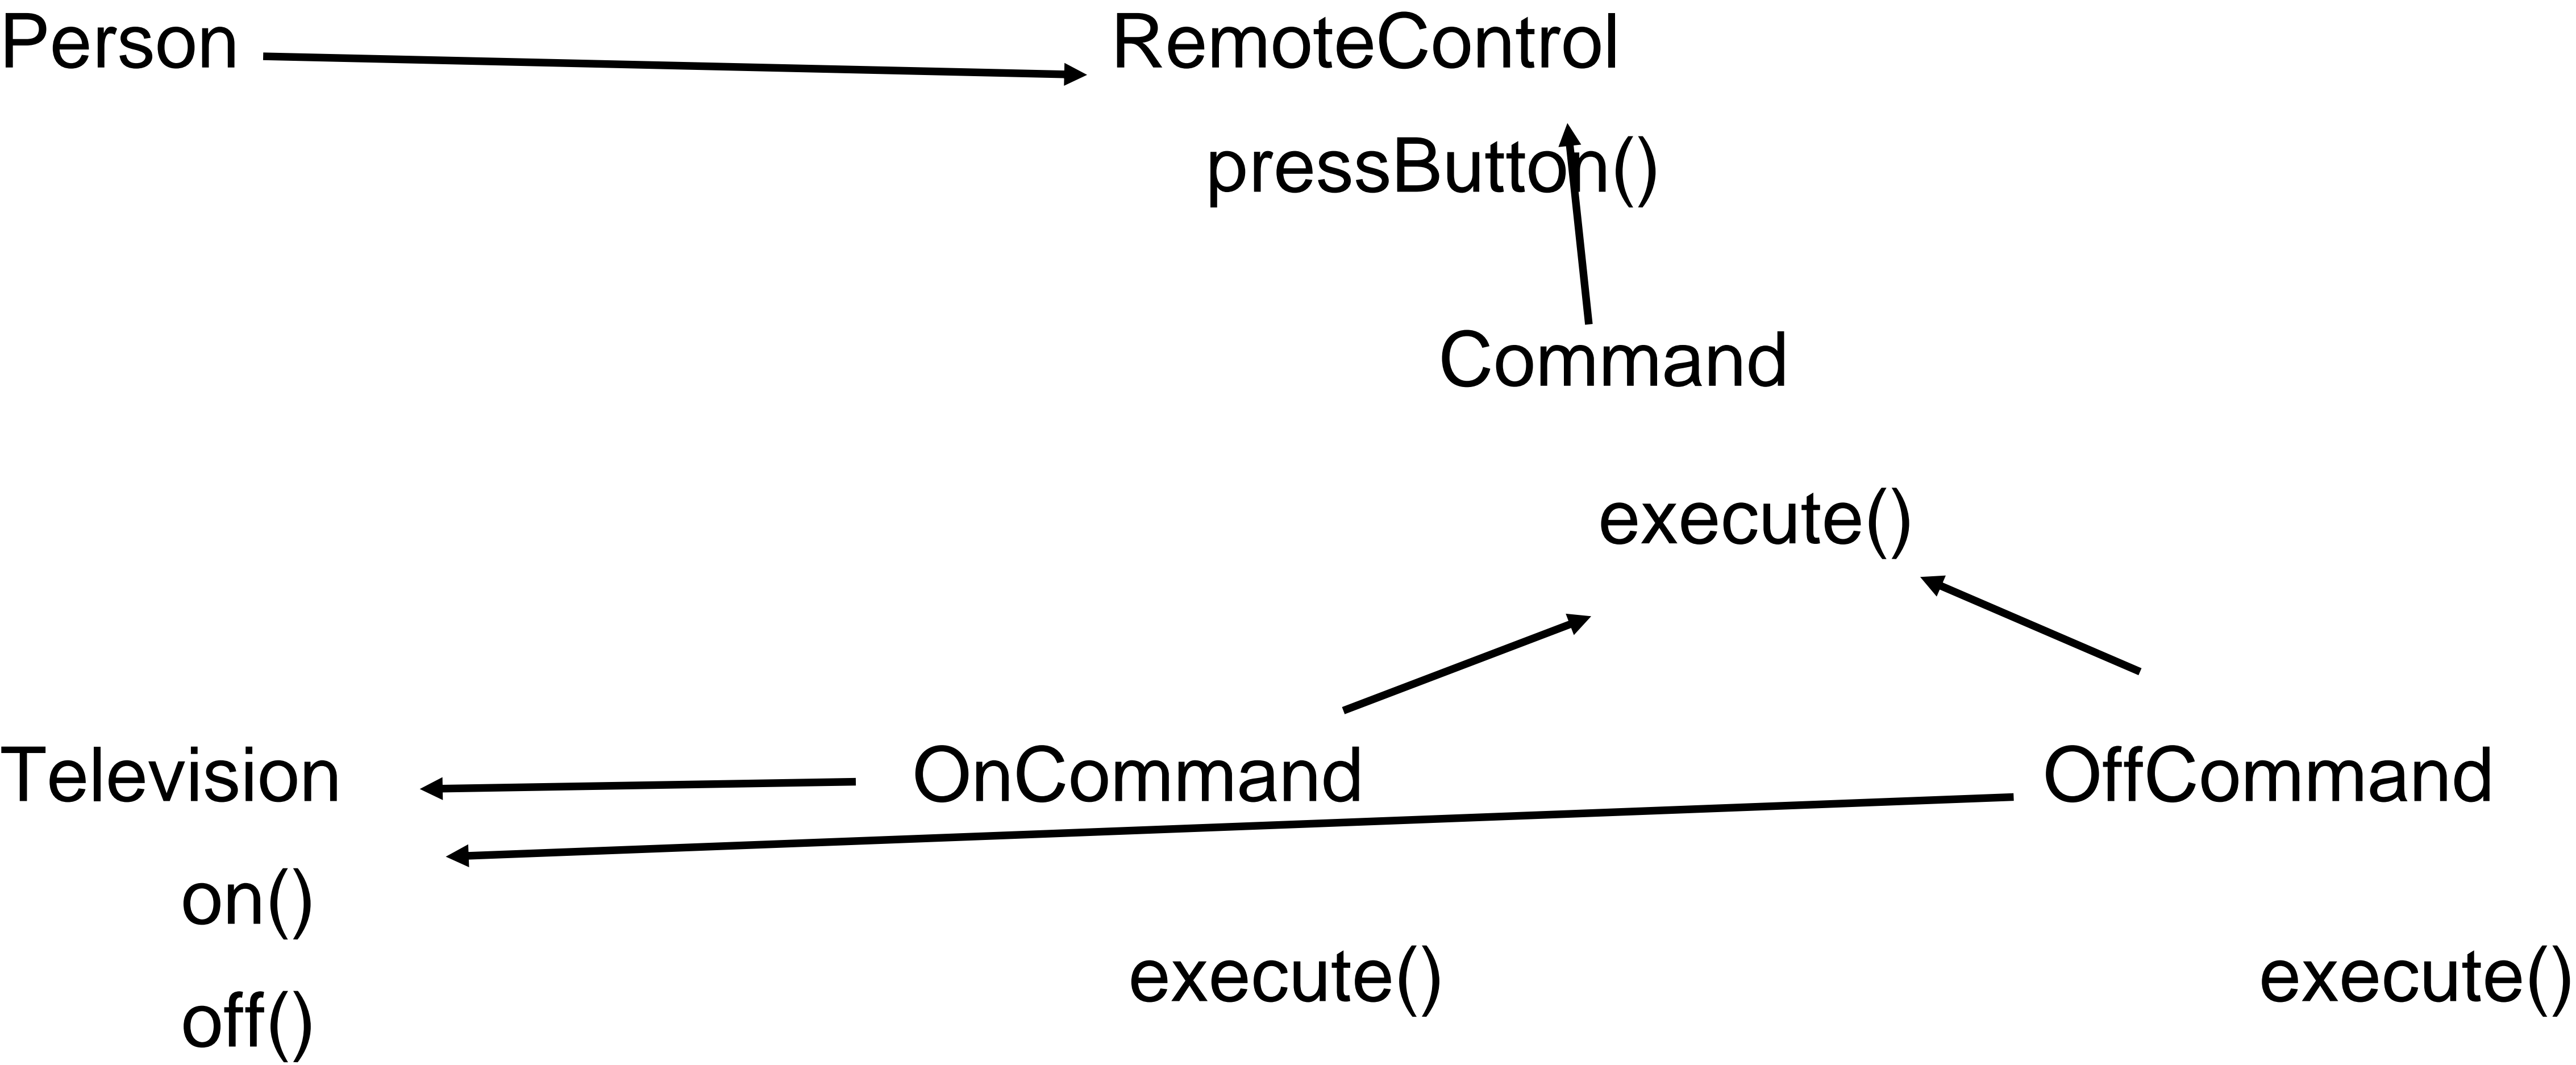 Person
RemoteControl
pressButton()
Command
execute()
Television
OnCommand
OffCommand
on()
execute()
execute()
off()